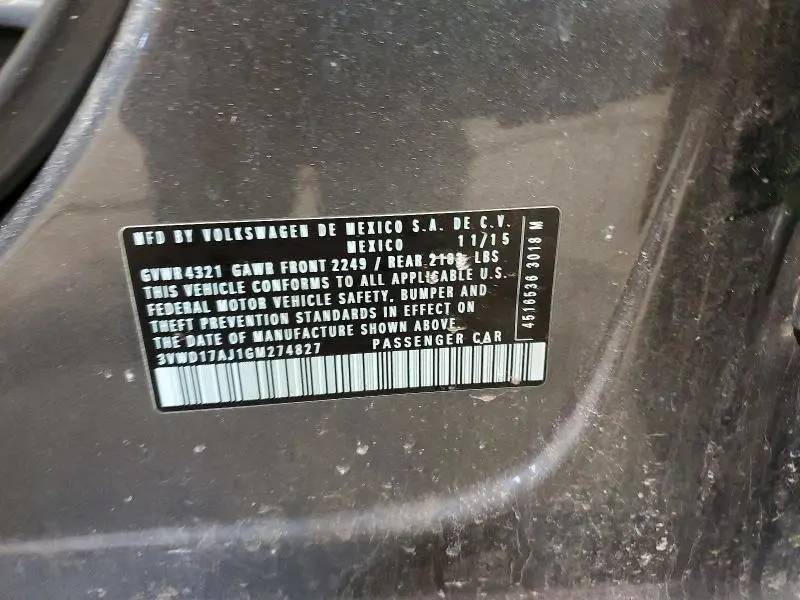 MFD BY VOLKSWAGEN DE MEXICO S.A. DE C.V.
MEXICO 11/15
GVWR 4321 GAWR FRONT 2249 / REAR 2183 LBS
THIS VEHICLE CONFORMS TO ALL APPLICABLE U.S.
FEDERAL MOTOR VEHICLE SAFETY, BUMPER AND
THEFT PREVENTION STANDARDS IN EFFECT ON
THE DATE OF MANUFACTURE SHOWN ABOVE.
3VWD17AJ1GM274827 PASSENGER CAR
4516536 3018 M